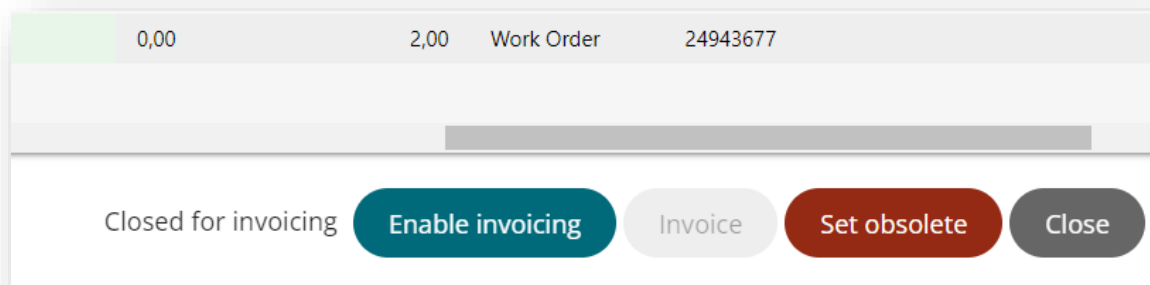 0,00 2,00 Work Order 24943677
Closed for invoicing Enable invoicing Invoice Set obsolete Close